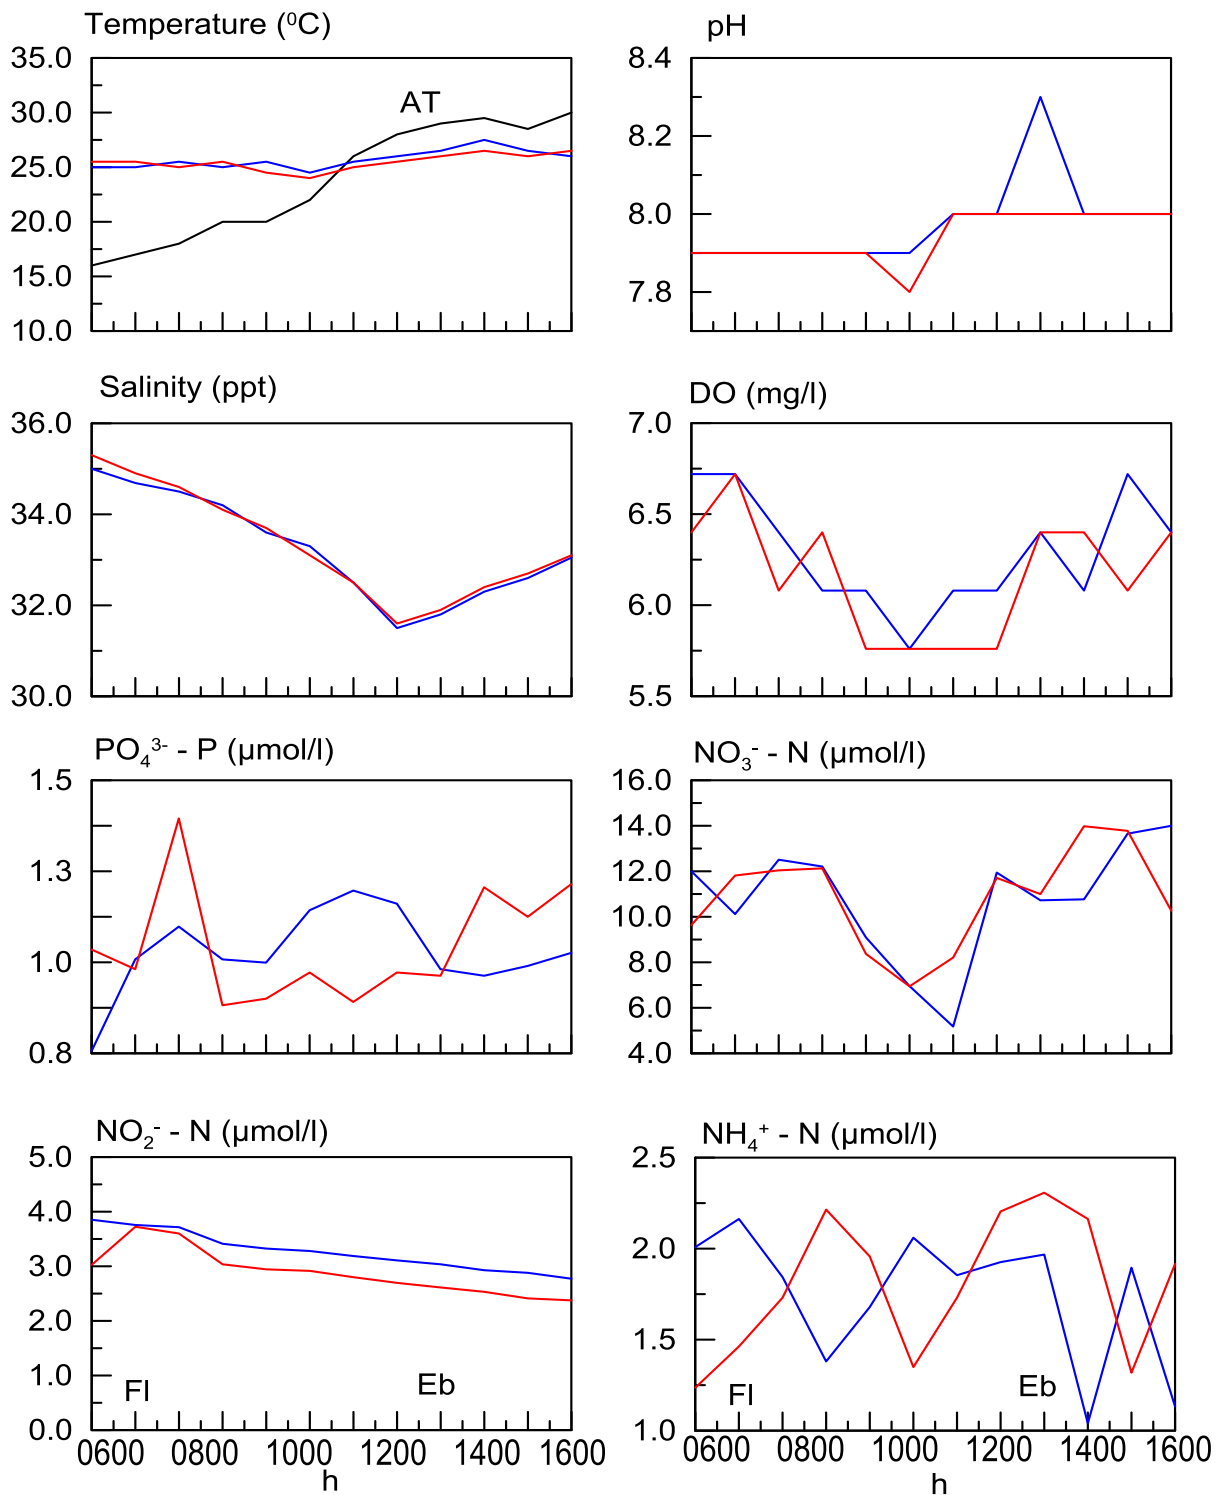 Temperature (⁰C)
35.0
30.0
25.0
20.0
15.0
10.0
AT
pH
8.4
8.2
8.0
7.8
Salinity (ppt)
36.0
34.0
32.0
30.0
DO (mg/l)
7.0
6.5
6.0
5.5
PO₄³⁻ - P (µmol/l)
1.5
1.3
1.0
0.8
NO₃⁻ - N (µmol/l)
16.0
14.0
12.0
10.0
8.0
6.0
4.0
NO₂⁻ - N (µmol/l)
5.0
4.0
3.0
2.0
1.0
0.0
Fl
Eb
0600 0800 1000 1200 1400 1600
h
NH₄⁺ - N (µmol/l)
2.5
2.0
1.5
1.0
Fl
Eb
0600 0800 1000 1200 1400 1600
h